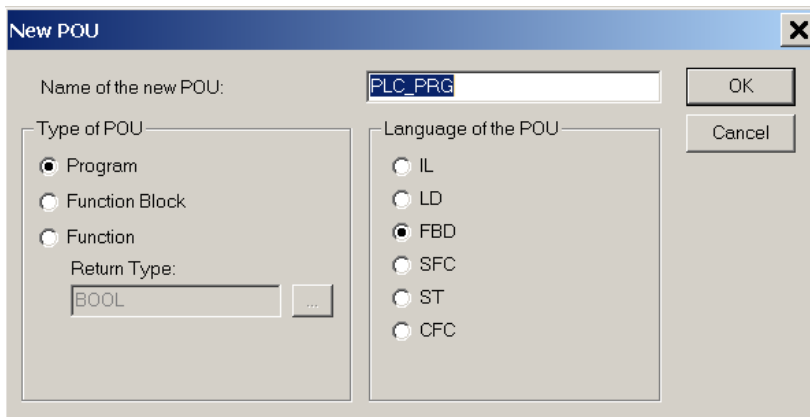 New POU
Name of the new POU:
PLC_PRG
OK
Cancel
Type of POU
Program
Function Block
Function
Return Type:
BOOL
...
Language of the POU
IL
LD
FBD
SFC
ST
CFC